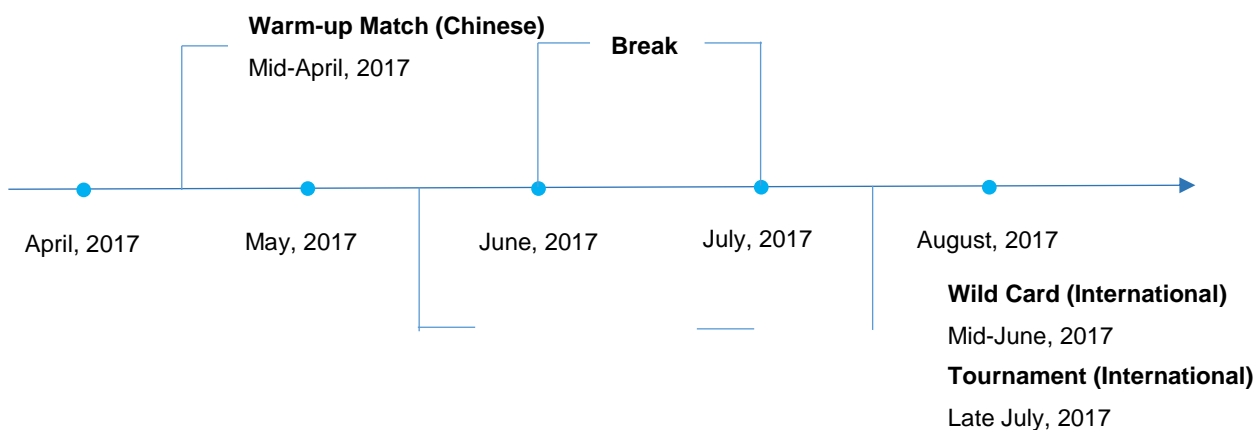 Warm-up Match (Chinese)
Mid-April, 2017
Break
April, 2017
May, 2017
June, 2017
July, 2017
August, 2017
Wild Card (International)
Mid-June, 2017
Tournament (International)
Late July, 2017